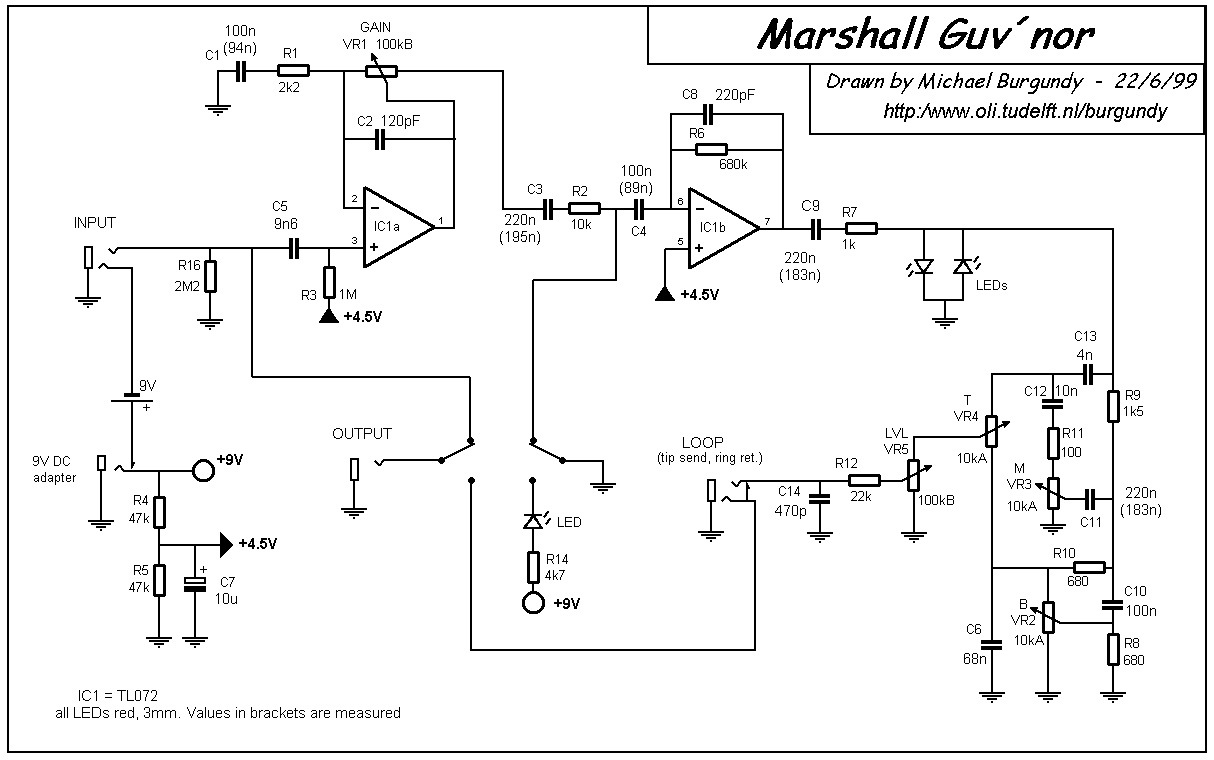 Marshall Guv´nor
Drawn by Michael Burgundy - 22/6/99
http:/www.oli.tudelft.nl/burgundy
100n
(94n)
C1
R1
2k2
GAIN
VR1 100kB
C2 120pF
2
1
IC1a
3
INPUT
C5
9n6
R16
2M2
R3
1M
+4.5V
C3
220n
(195n)
R2
10k
100n
(89n)
C4
C8
220pF
R6
680k
6
7
IC1b
5
+4.5V
C9
220n
(183n)
R7
1k
LEDs
9V
+
9V DC
adapter
+9V
R4
47k
+4.5V
R5
47k
+
C7
10u
OUTPUT
LED
R14
4k7
+9V
LOOP
(tip send, ring ret.)
C14
470p
R12
22k
LVL
VR5
100kB
T
VR4
10kA
C13
4n
C12
10n
R9
1k5
R11
100
M
VR3
10kA
C11
220n
(183n)
R10
680
C10
100n
B
VR2
10kA
R8
680
C6
68n
IC1 = TL072
all LEDs red, 3mm. Values in brackets are measured